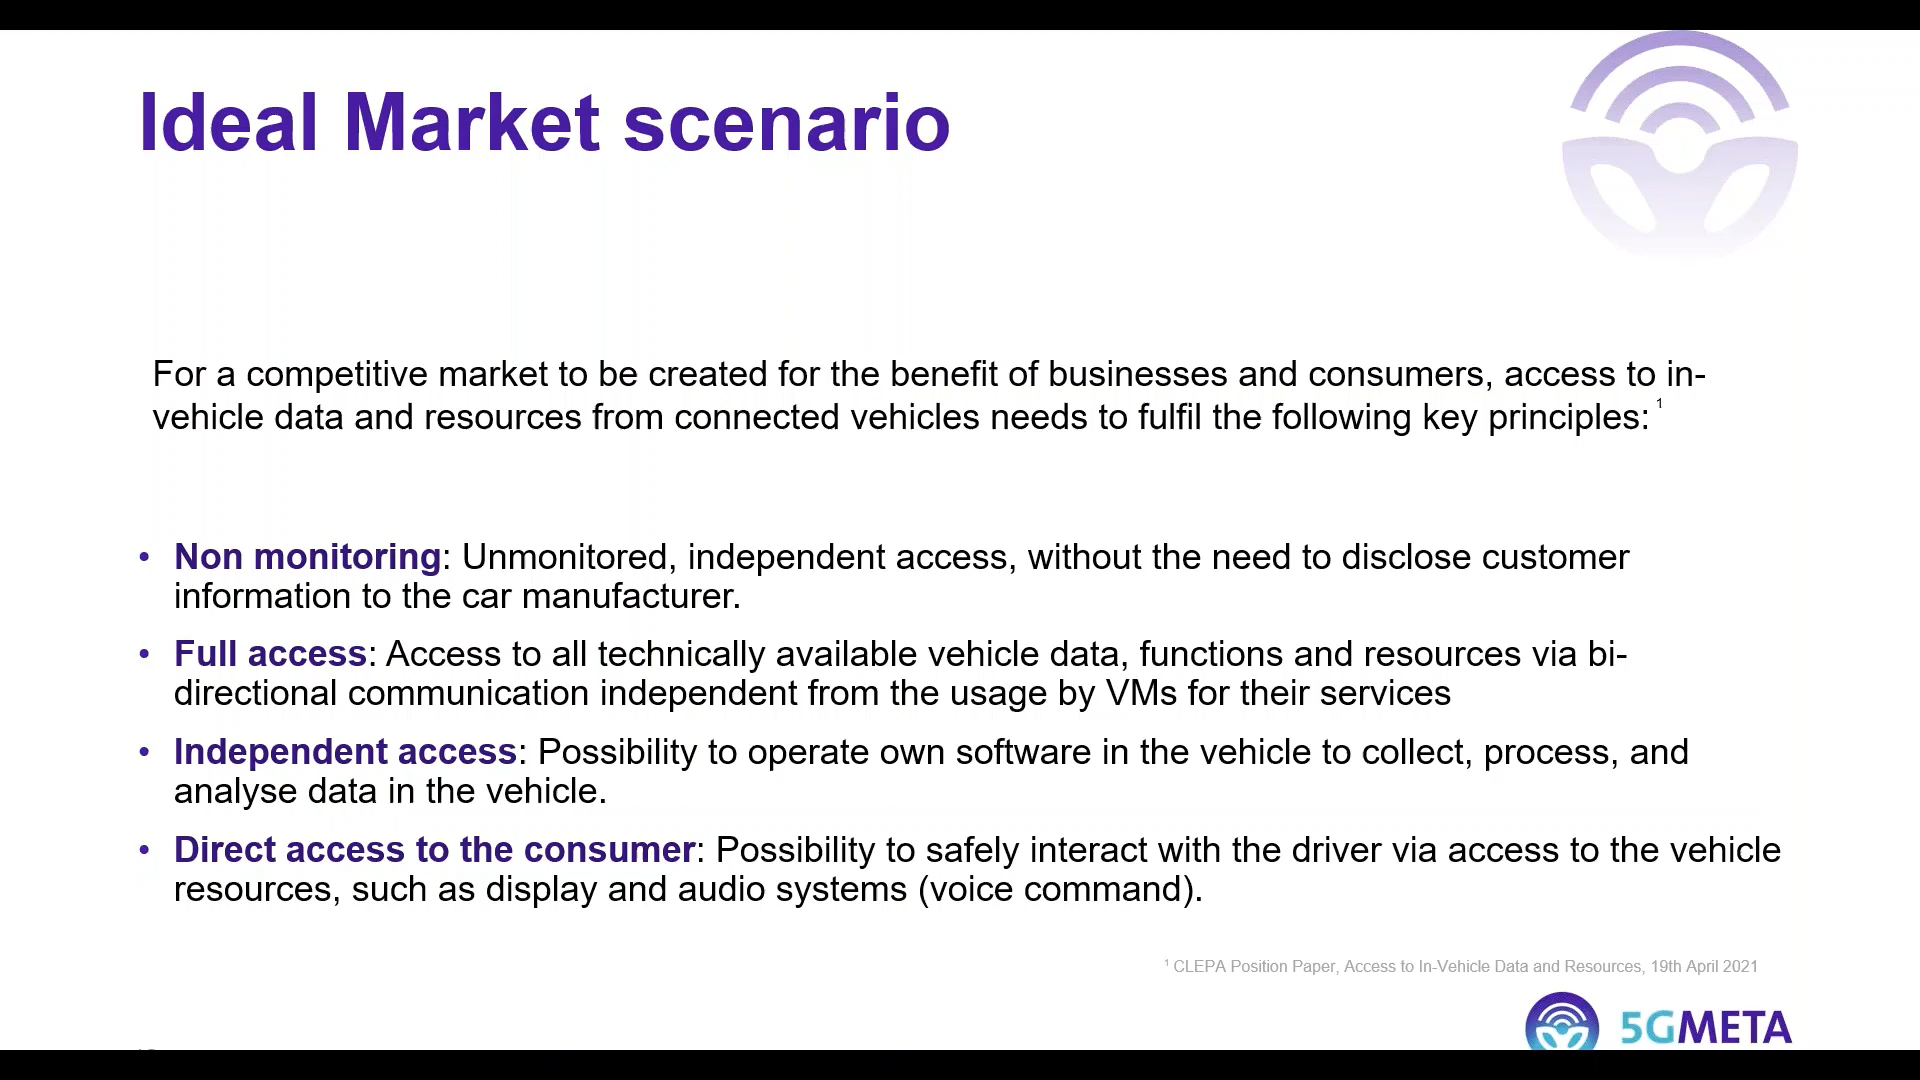 Ideal Market scenario
For a competitive market to be created for the benefit of businesses and consumers, access to in-
vehicle data and resources from connected vehicles needs to fulfil the following key principles: 1
• Non monitoring: Unmonitored, independent access, without the need to disclose customer
information to the car manufacturer.
• Full access: Access to all technically available vehicle data, functions and resources via bi-
directional communication independent from the usage by VMs for their services
• Independent access: Possibility to operate own software in the vehicle to collect, process, and
analyse data in the vehicle.
• Direct access to the consumer: Possibility to safely interact with the driver via access to the vehicle
resources, such as display and audio systems (voice command).
1 CLEPA Position Paper, Access to In-Vehicle Data and Resources, 19th April 2021
5GMETA